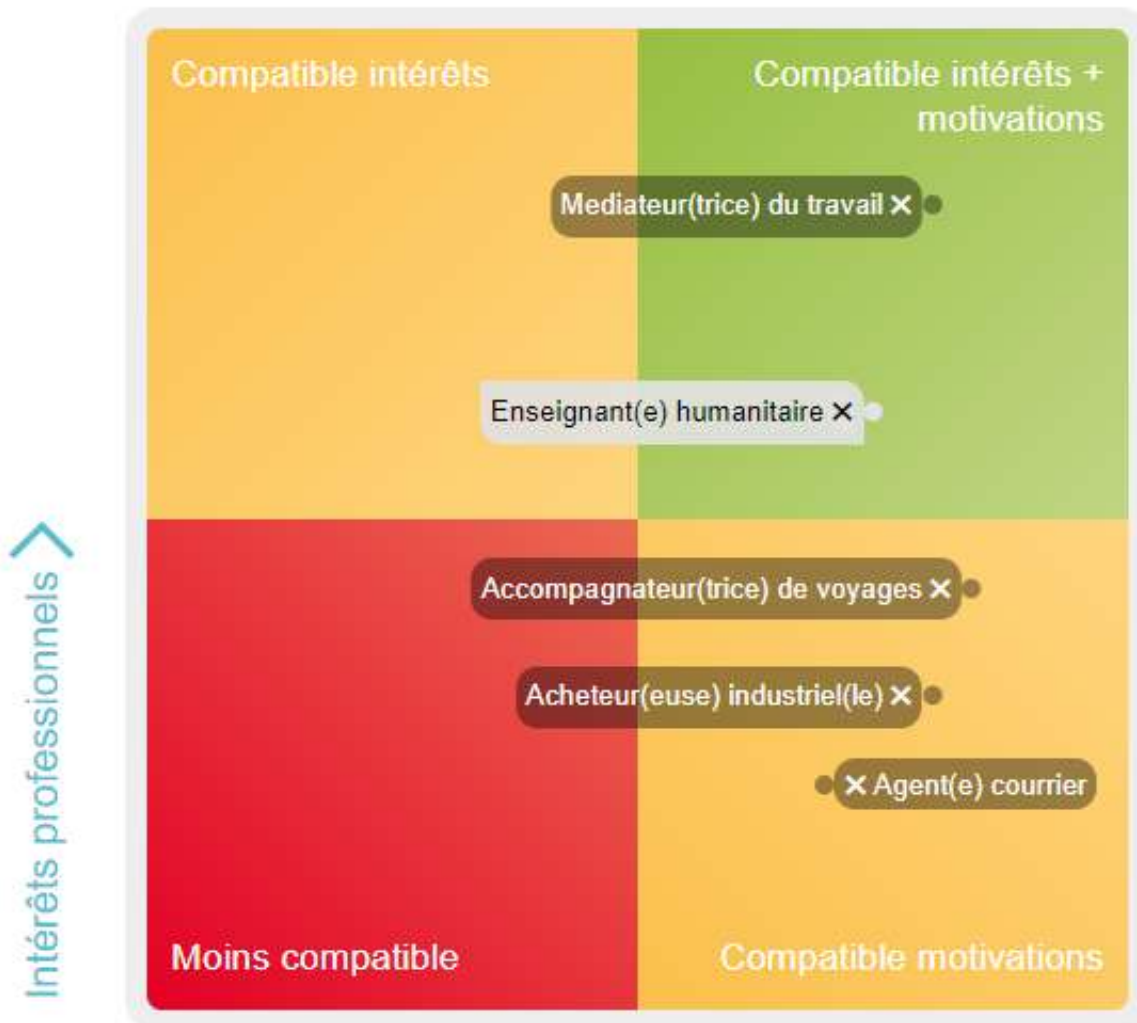 Compatible intérêts
Compatible intérêts +
motivations
Mediateur(trice) du travail ×
Enseignant(e) humanitaire ×
Accompagnateur(trice) de voyages ×
Acheteur(euse) industriel(le) ×
× Agent(e) courrier
Moins compatible
Compatible motivations
Intérêts professionnels